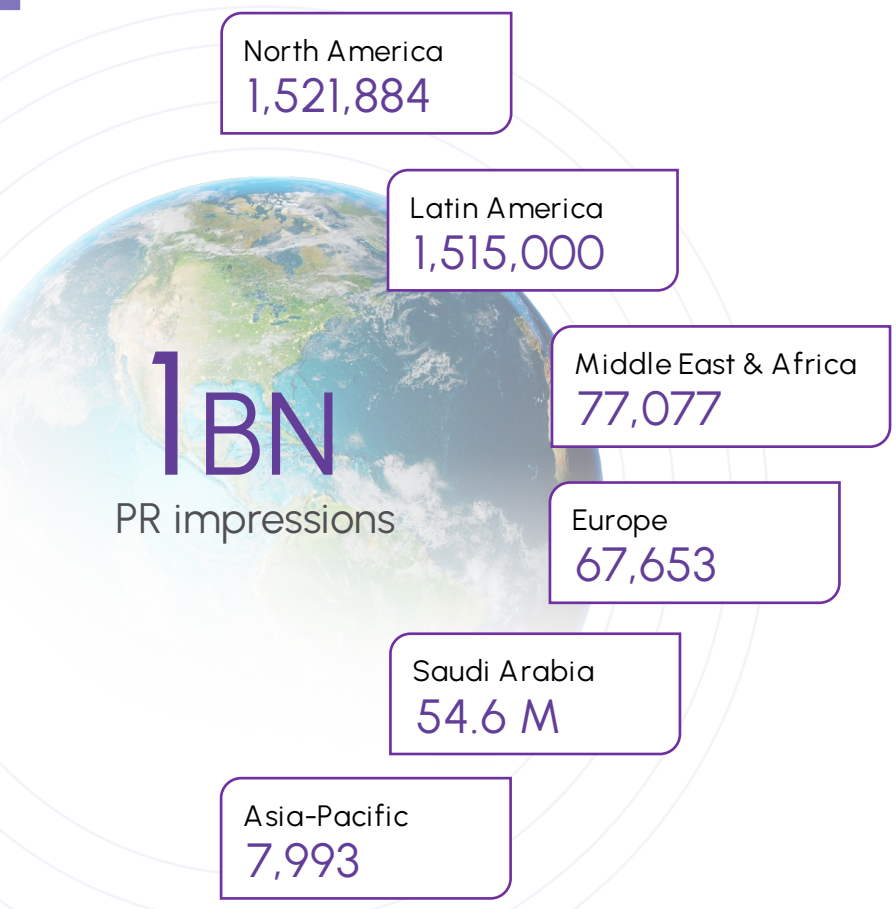 North America
1,521,884
Latin America
1,515,000
Middle East & Africa
77,077
1BN
PR impressions
Europe
67,653
Saudi Arabia
54.6 M
Asia-Pacific
7,993